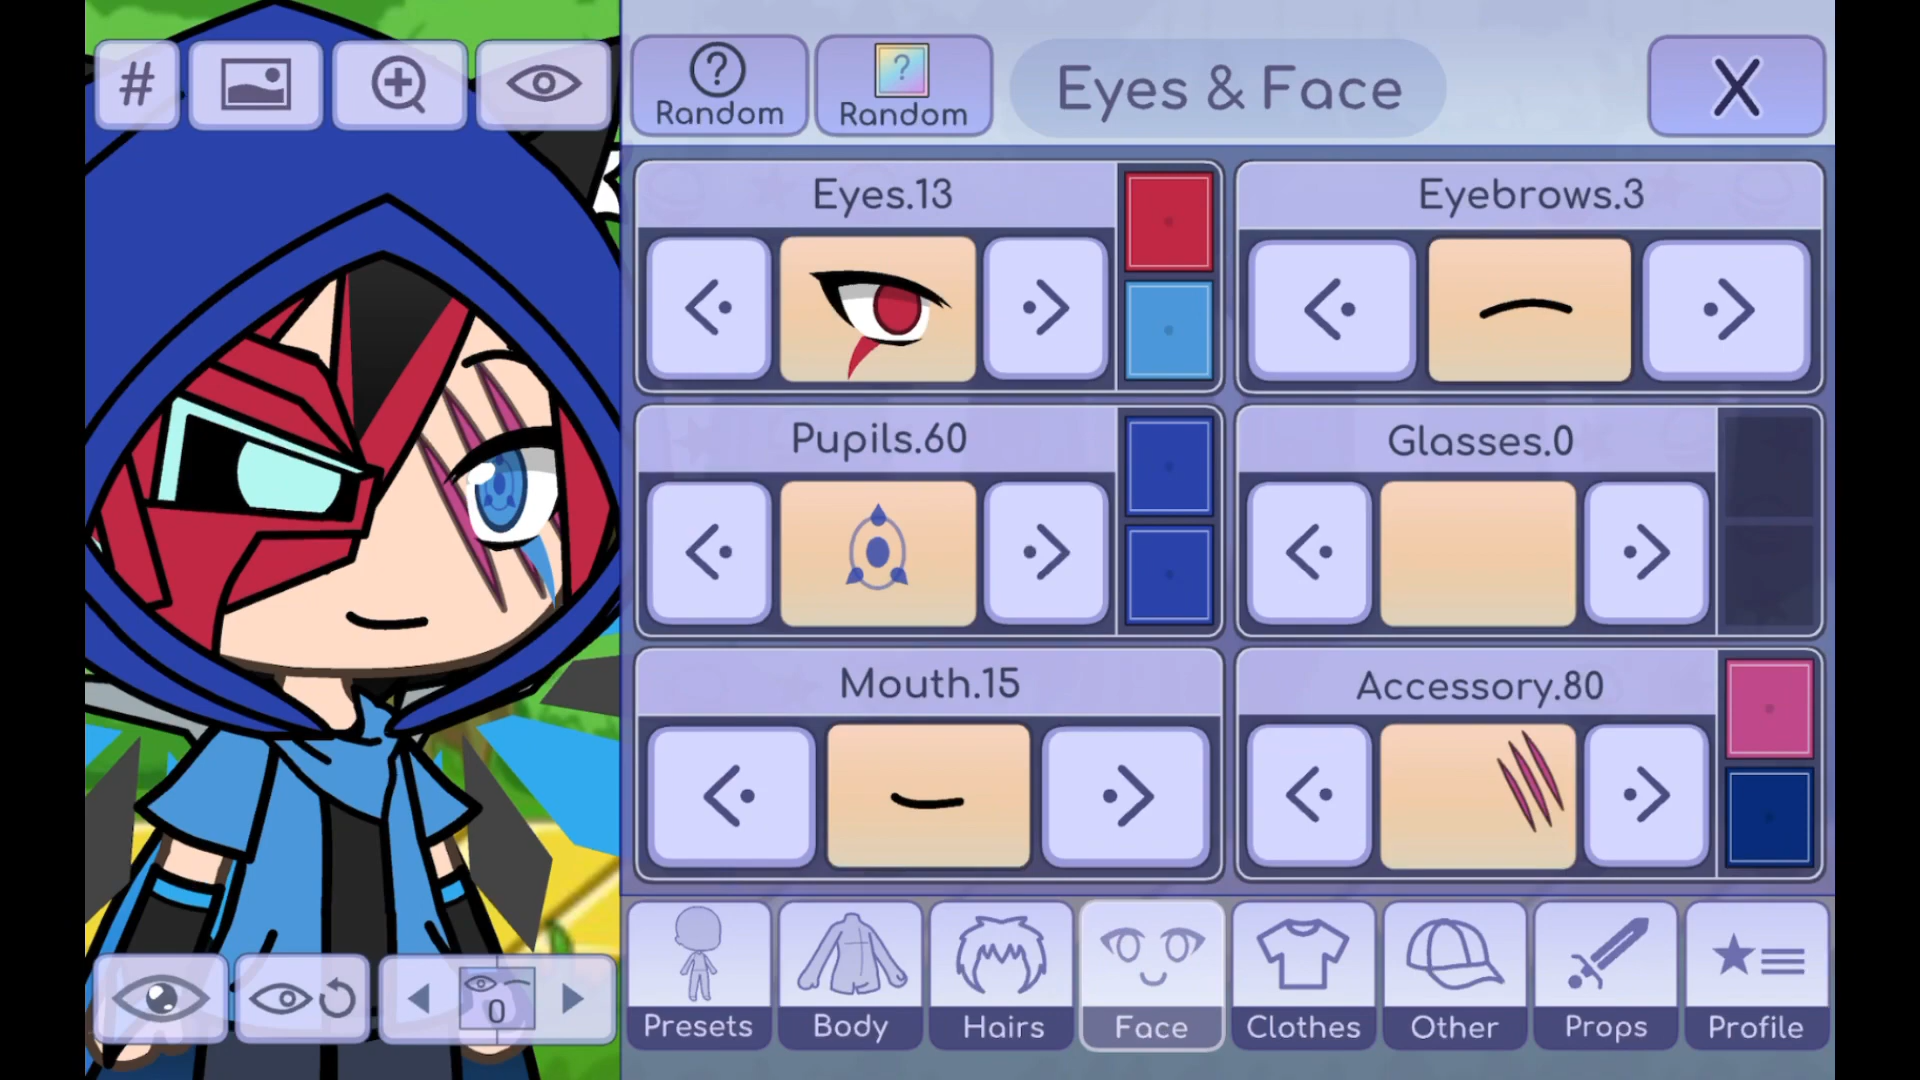 #
?
Random
?
Random
Eyes & Face
X
Eyes.13
Eyebrows.3
Pupils.60
Glasses.0
Mouth.15
Accessory.80
0
Presets
Body
Hairs
Face
Clothes
Other
Props
Profile